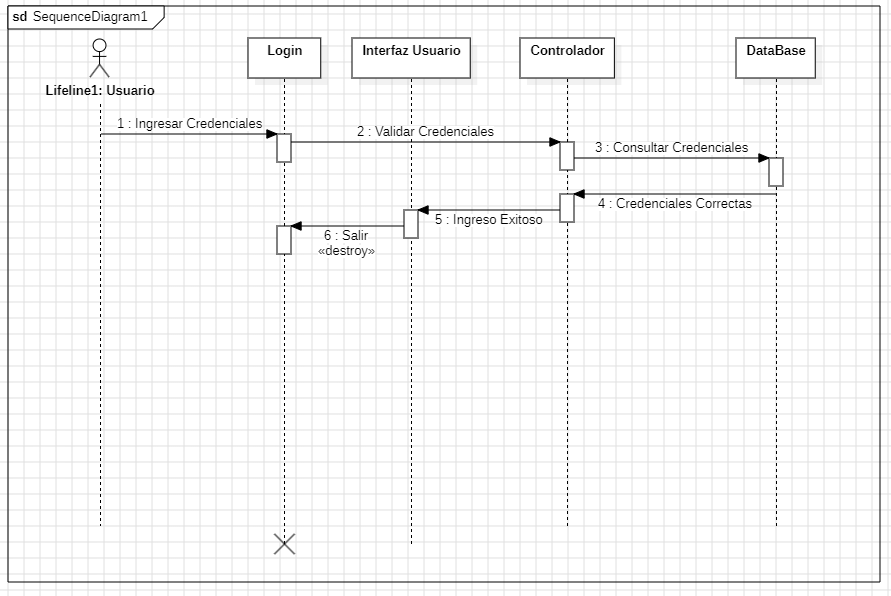 sd SequenceDiagram1
Login
Interfaz Usuario
Controlador
DataBase
Lifeline1: Usuario
1 : Ingresar Credenciales
2 : Validar Credenciales
3 : Consultar Credenciales
4 : Credenciales Correctas
5 : Ingreso Exitoso
6 : Salir
«destroy»